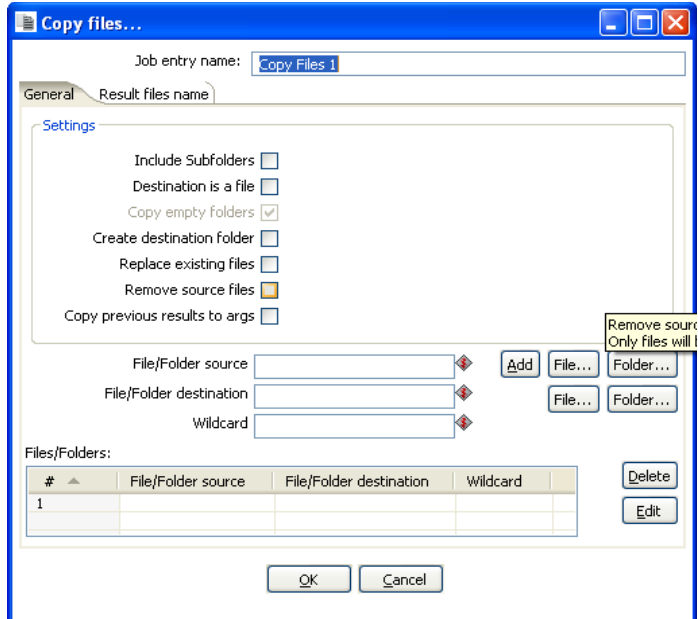 Copy files...
Job entry name: Copy Files 1
General Result files name
Settings
Include Subfolders
Destination is a file
Copy empty folders
Create destination folder
Replace existing files
Remove source files
Copy previous results to args
Remove sourc
Only files will
File/Folder source Add File... Folder...
File/Folder destination File... Folder...
Wildcard
Files/Folders:
# File/Folder source File/Folder destination Wildcard Delete
1 Edit
OK Cancel